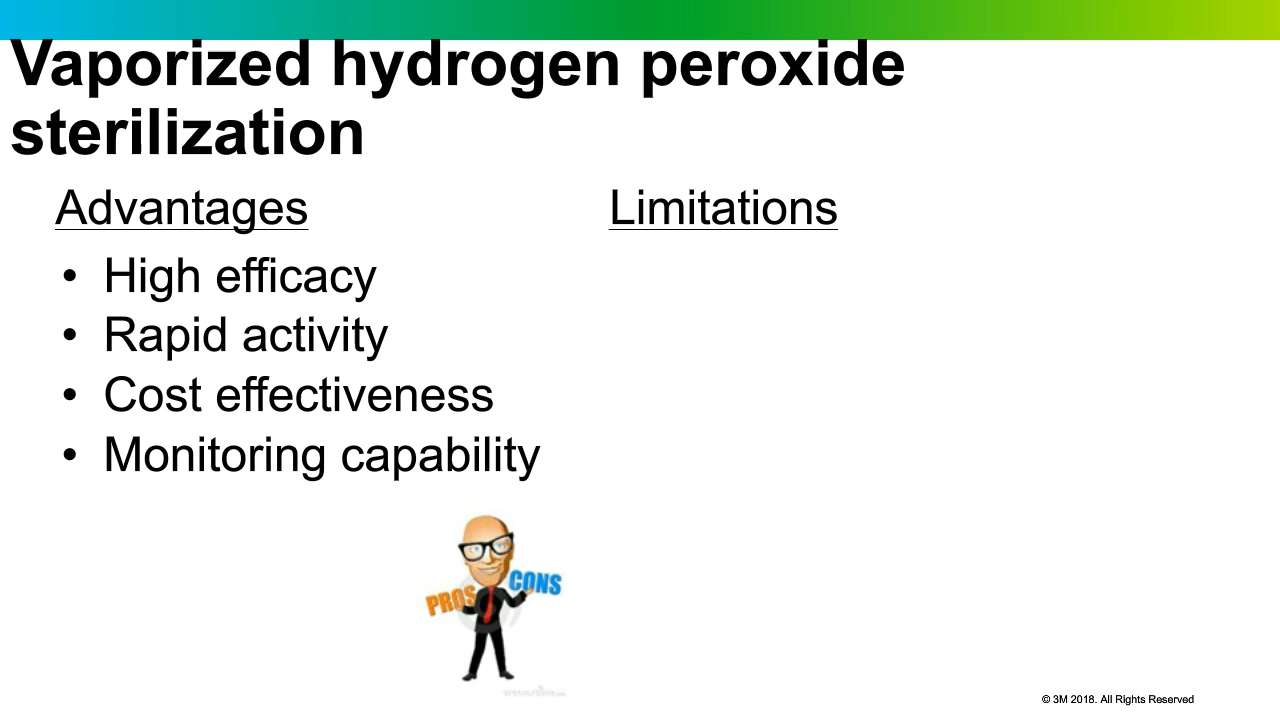 Vaporized hydrogen peroxide
sterilization
Advantages
• High efficacy
• Rapid activity
• Cost effectiveness
• Monitoring capability
Limitations
PROS
CONS
© 3M 2018. All Rights Reserved